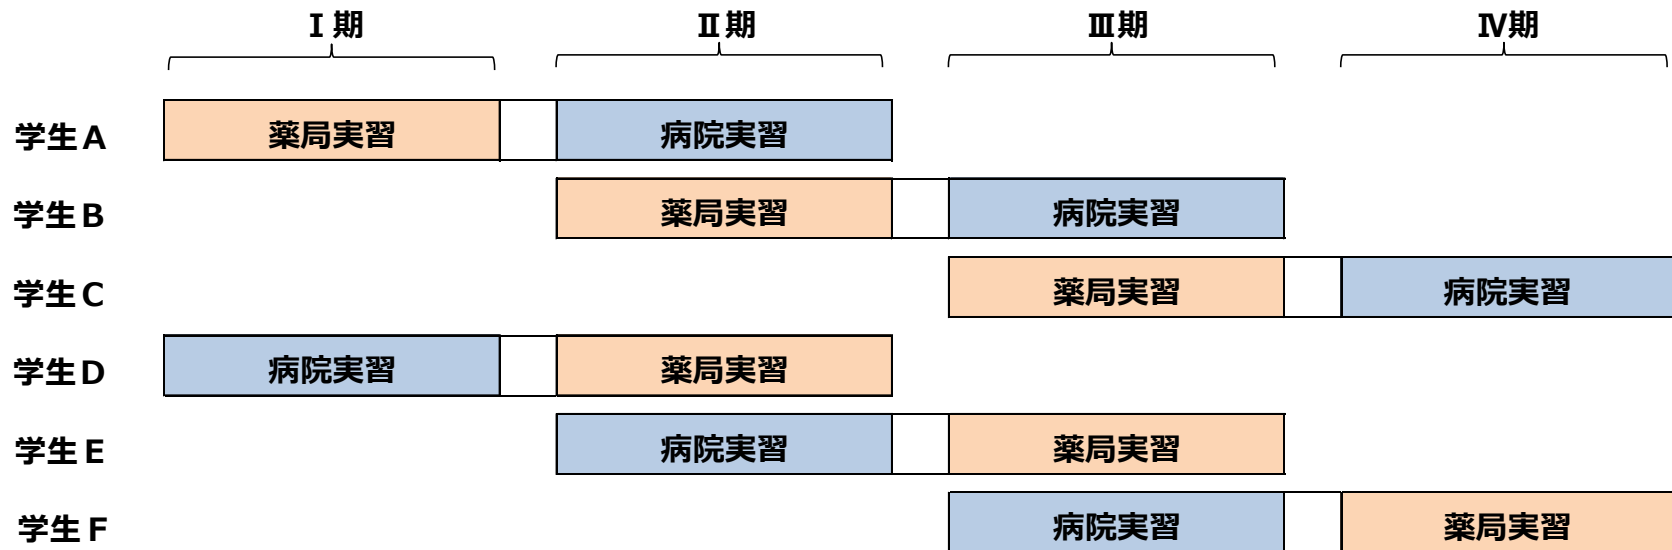 Ⅰ期 Ⅱ期 Ⅲ期 Ⅳ期
学生A 薬局実習 病院実習
学生B 薬局実習 病院実習
学生C 薬局実習 病院実習
学生D 病院実習 薬局実習
学生E 病院実習 薬局実習
学生F 病院実習 薬局実習